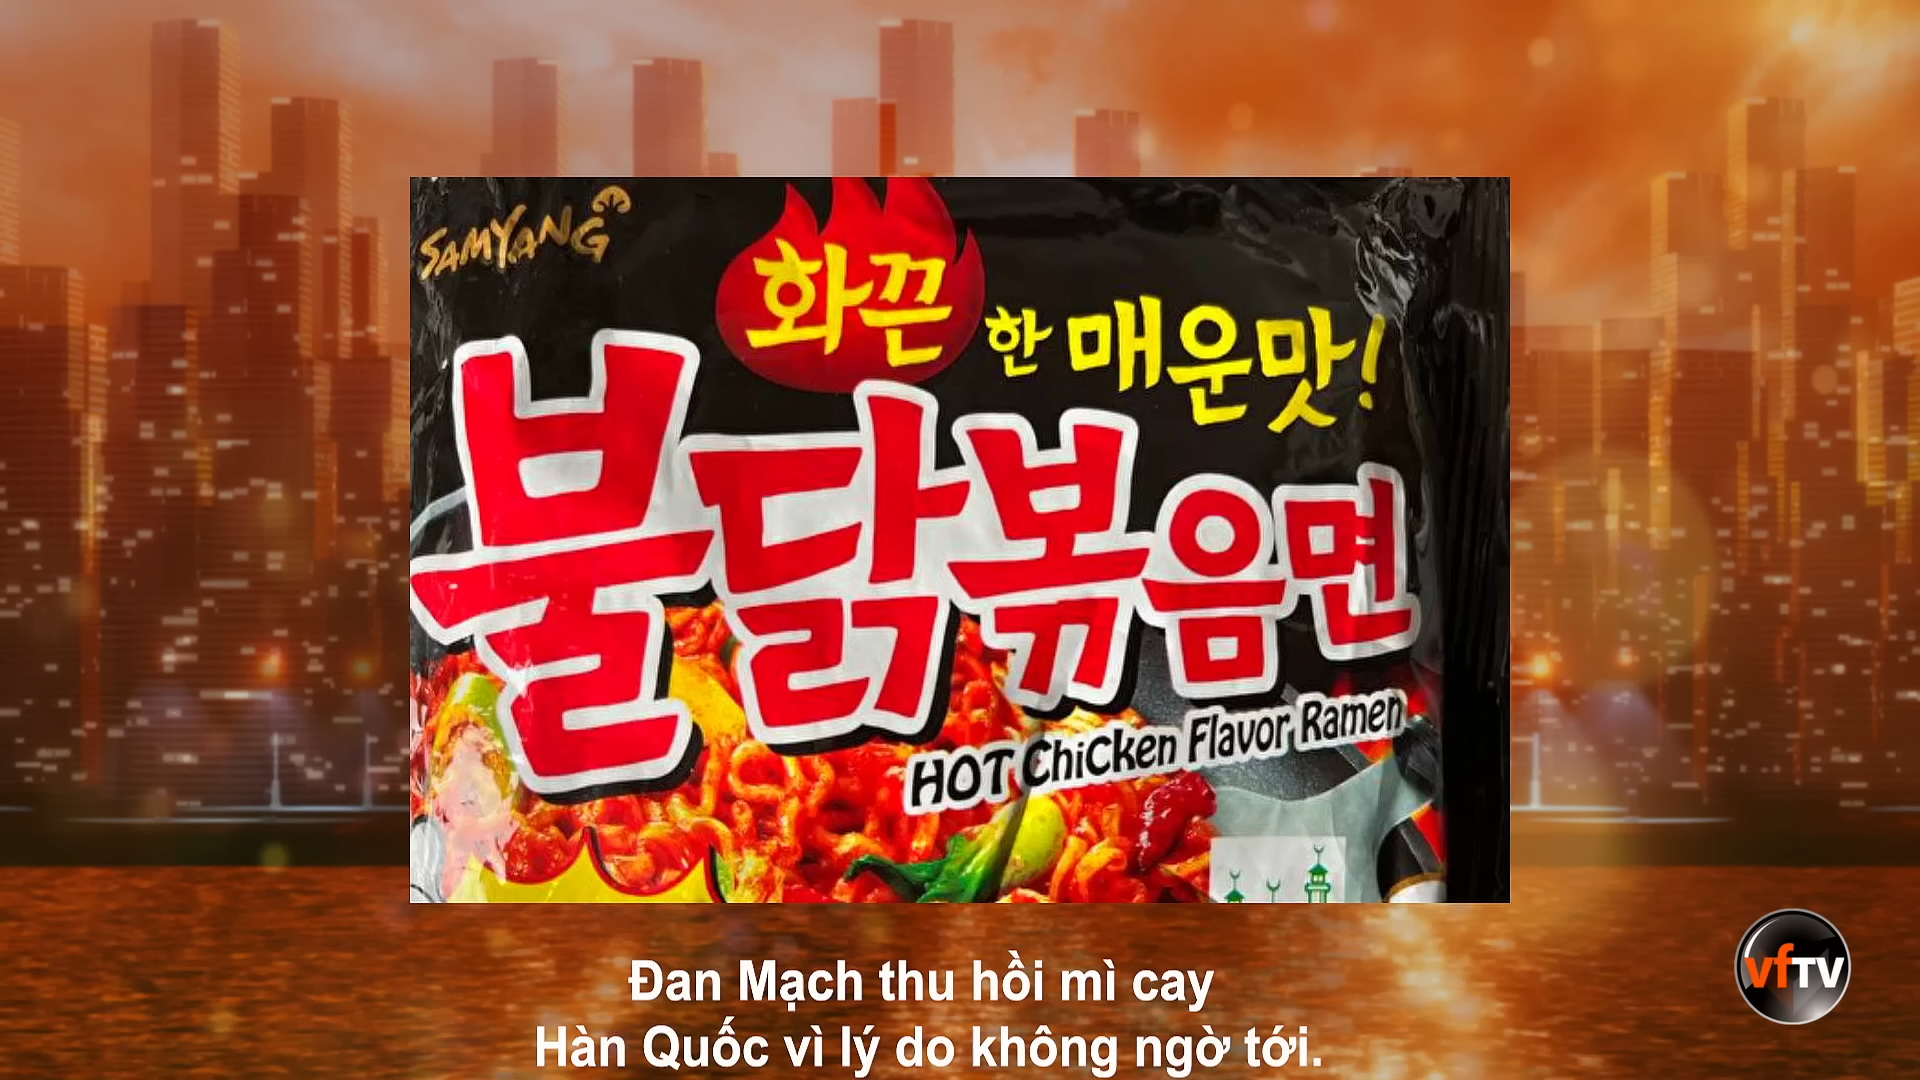 SAMYANG
화끈한 매운맛!
불닭볶음면
HOT Chicken Flavor Ramen
Đan Mạch thu hồi mì cay
Hàn Quốc vì lý do không ngờ tới.
vfTV